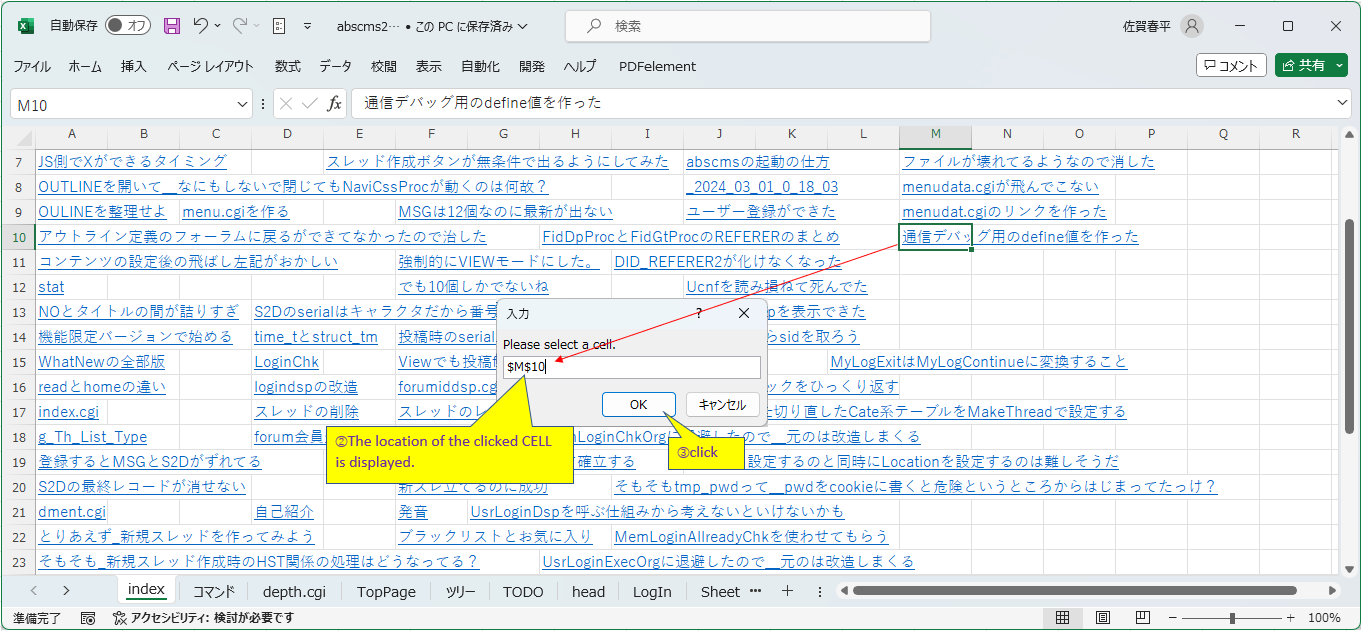 自動保存 オフ abscms2… • この PC に保存済み 検索 佐賀春平
ファイル ホーム 挿入 ページ レイアウト 数式 データ 校閲 表示 自動化 開発 ヘルプ PDFelement コメント 共有
M10 fx 通信デバッグ用のdefine値を作った
A B C D E F G H I J K L M N O P Q R
7 JS側でXができるタイミング スレッド作成ボタンが無条件で出るようにしてみた abscmsの起動の仕方 ファイルが壊れてるようなので消した
8 OUTLINEを開いて__なにもしないで閉じてもNaviCssProcが動くのは何故？ _2024_03_01_0_18_03 menudata.cgiが飛んでこない
9 OULINEを整理せよ menu.cgiを作る MSGは12個なのに最新が出ない ユーザー登録ができた menudat.cgiのリンクを作った
10 アウトライン定義のフォーラムに戻るができてなかったので治した FidDpProcとFidGtProcのREFERERのまとめ 通信デバッグ用のdefine値を作った
11 コンテンツの設定後の飛ばし左記がおかしい 強制的にVIEWモードにした。 DID_REFERER2が化けなくなった
12 stat でも10個しかでないね Ucnfを読み損ねて死んでた
13 NOとタイトルの間が詰りすぎ S2Dのserialはキャラクタだから番号 pを表示できた
14 機能限定バージョンで始める time_tとstruct_tm 投稿時のserial らsidを取ろう
15 WhatNewの全部版 LoginChk Viewでも投稿 MyLogExitはMyLogContinueに変換すること
16 readとhomeの違い logindspの改造 forumiddsp.cg ックをひっくり返す
17 index.cgi スレッドの削除 スレッドのレ 仕切り直したCate系テーブルをMakeThreadで設定する
18 g_Th_List_Type forum会員 LoginChkOrgに退避したので__元のは改造しまくる
19 登録するとMSGとS2Dがずれてる 確立する 設定するのと同時にLocationを設定するのは難しそうだ
20 S2Dの最終レコードが消せない 新スレ立てるのに成功 そもそもtmp_pwdって__pwdをcookieに書くと危険というところからはじまってたっけ？
21 dment.cgi 自己紹介 発音 UsrLoginDspを呼ぶ仕組みから考えないといけないかも
22 とりあえず_新規スレッドを作ってみよう ブラックリストとお気に入り MemLoginAllreadyChkを使わせてもらう
23 そもそも_新規スレッド作成時のHST関係の処理はどうなってる？ UsrLoginExecOrgに退避したので__元のは改造しまくる
入力 ?
Please select a cell.
$M$10
OK キャンセル
②The location of the clicked CELL
is displayed.
③click
index コマンド depth.cgi TopPage ツリー TODO head LogIn Sheet …
準備完了 アクセシビリティ: 検討が必要です 100%